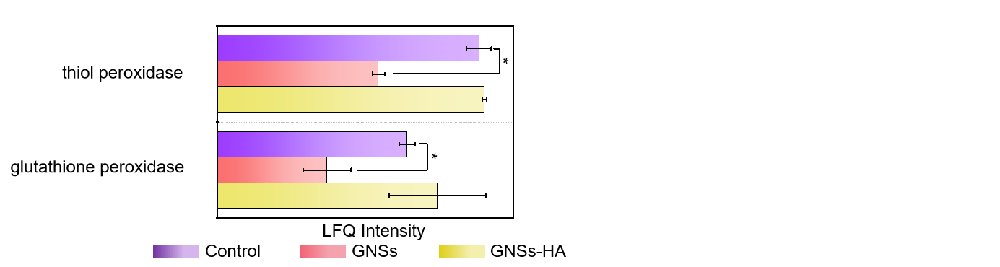 thiol peroxidase
*
glutathione peroxidase
*
LFQ Intensity
Control GNSs GNSs-HA